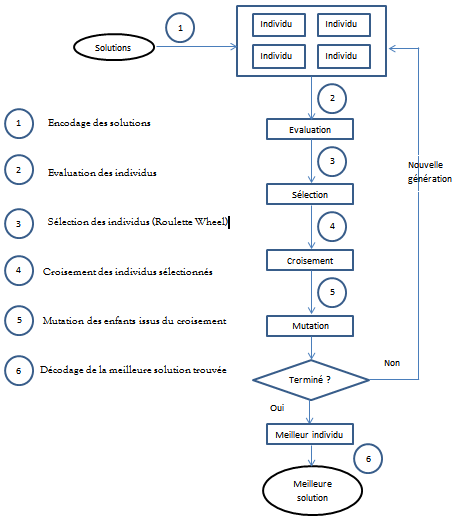 Solutions
1
Individu
Individu
Individu
Individu
2
Evaluation
3
Sélection
4
Croisement
5
Mutation
Terminé ?
Non
Nouvelle
génération
Oui
Meilleur individu
6
Meilleure
solution
1 Encodage des solutions
2 Evaluation des individus
3 Sélection des individus (Roulette Wheel)
4 Croisement des individus sélectionnés
5 Mutation des enfants issus du croisement
6 Décodage de la meilleure solution trouvée